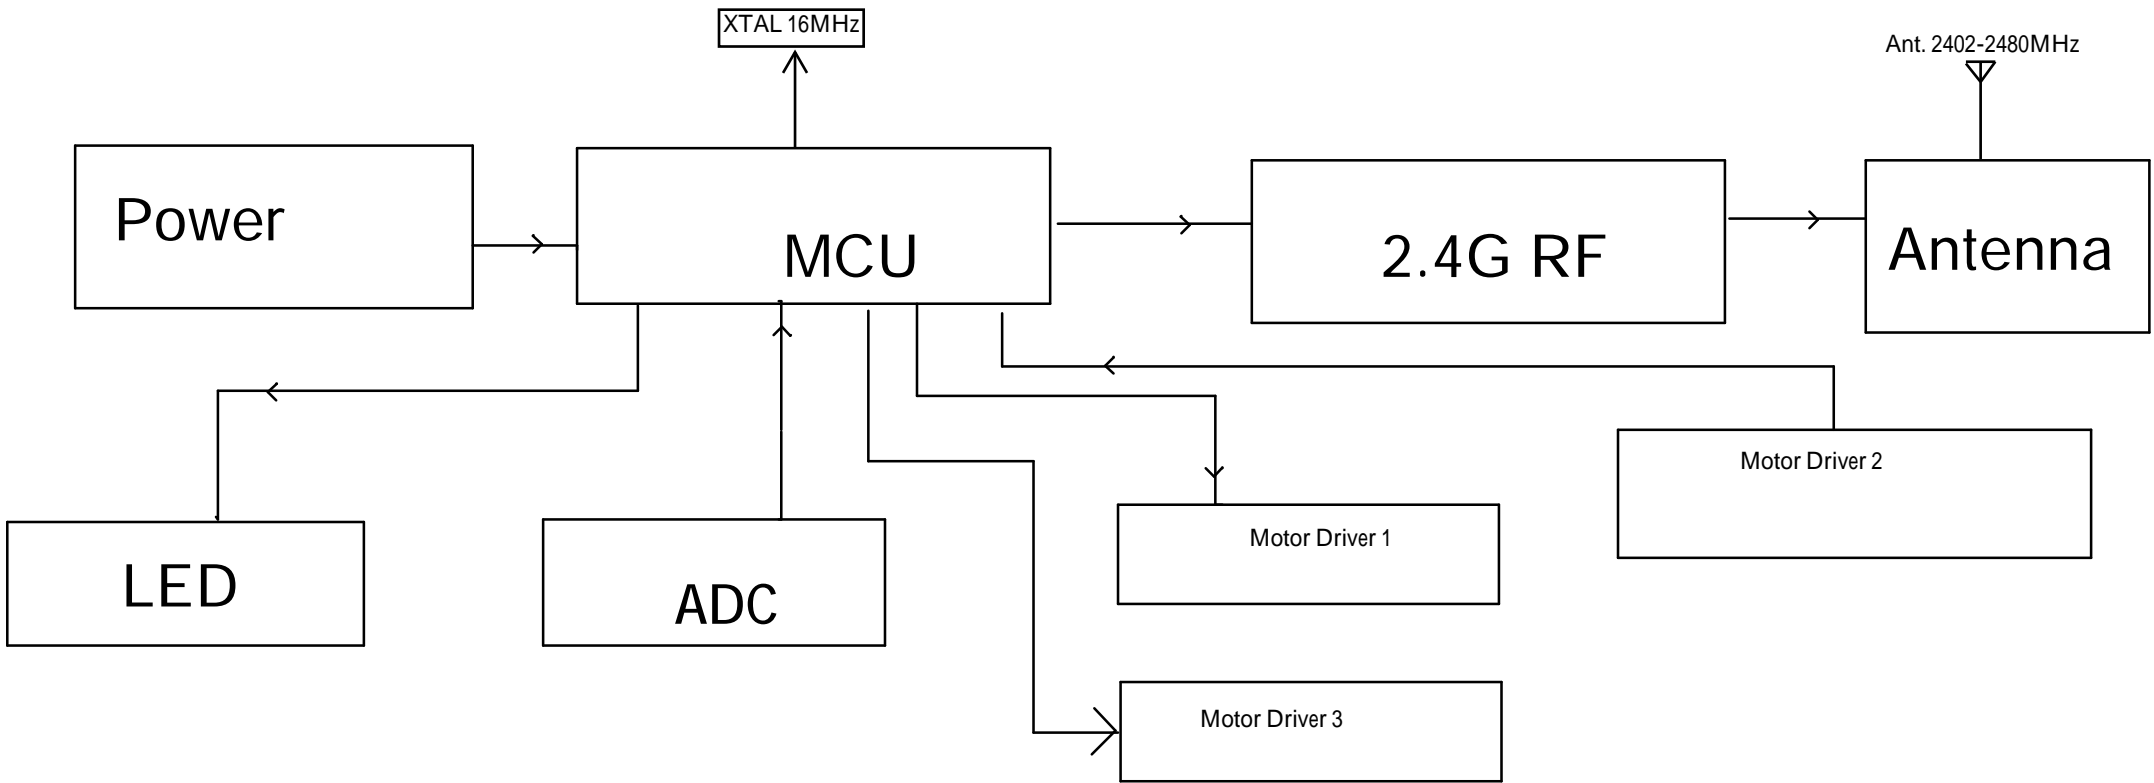 XTAL 16MHz
Ant. 2402-2480MHz
Power
MCU
2.4G RF
Antenna
Motor Driver 2
Motor Driver 1
LED
ADC
Motor Driver 3